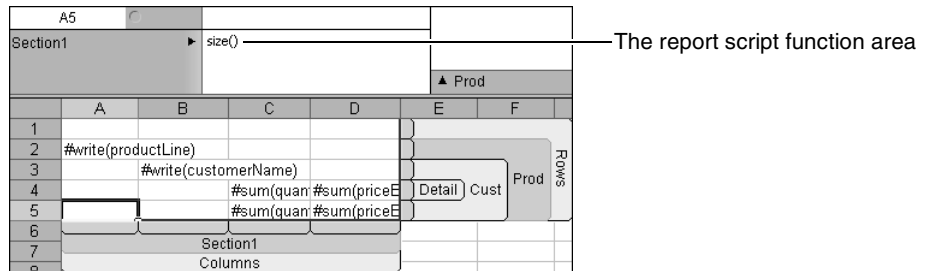 A5
Section1 ▶ size() The report script function area
▲ Prod
A B C D E F
1
2 #write(productLine)
3 #write(customerName)
4 #sum(quan #sum(priceE Detail Cust Prod Rows
5 #sum(quan #sum(priceE
6
7 Section1
8 Columns